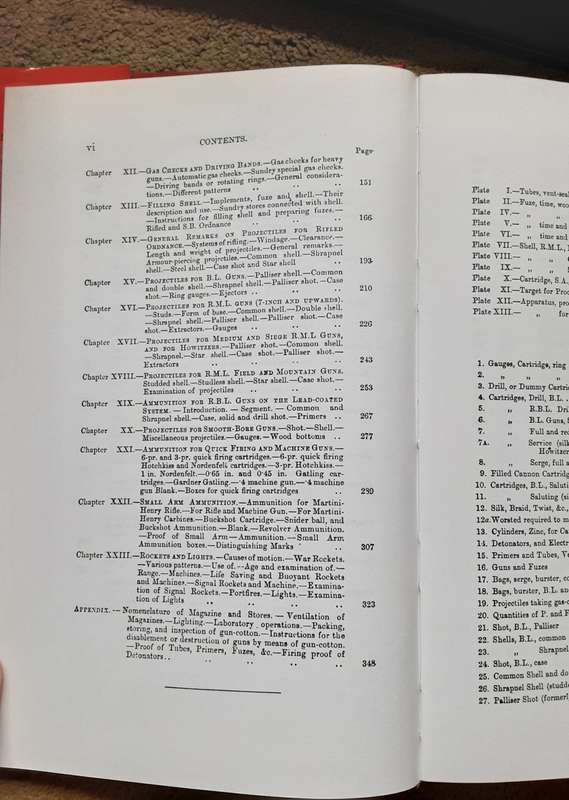 vi
CONTENTS.
Page
Chapter XII.—GAS CHECKS AND DRIVING BANDS.—Gas checks for heavy
guns.—Automatic gas checks.—Sundry special gas checks.
—Driving bands or rotating rings.—General considera-
tions.—Different patterns .. .. .. .. 151
Chapter XIII.—FILLING SHELL.—Implements, fuze and shell.—Their
description and use.—Sundry stores connected with shell.
—Instructions for filling shell and preparing fuzes.—
Rifled and S.B. Ordnance .. .. .. .. 166
Chapter XIV.—GENERAL REMARKS ON PROJECTILES FOR RIFLED
ORDNANCE.—Systems of rifling.—Windage.—Clearance.—
Length and weight of projectiles.—General remarks.—
Armour-piercing projectiles.—Common shell.—Shrapnel
shell.—Steel shell.—Case shot and Star shell .. .. 193
Chapter XV.—PROJECTILES FOR B.L. GUNS.—Palliser shell.—Common
and double shell.—Shrapnel shell.—Palliser shot.—Case
shot.—Ring gauges.—Ejectors .. .. .. .. 210
Chapter XVI.—PROJECTILES FOR R.M.L. GUNS (7-INCH AND UPWARDS).
—Studs.—Form of base.—Common shell.—Double shell.
—Shrapnel shell.—Palliser shell.—Palliser shot.—Case
shot.—Extractors.—Gauges .. .. .. .. 226
Chapter XVII.—PROJECTILES FOR MEDIUM AND SIEGE R.M.L. GUNS,
AND FOR HOWITZERS.—Palliser shot.—Common shell.
—Shrapnel.—Star shell.—Case shot.—Palliser shot.—
Extractors .. .. .. .. .. 243
Chapter XVIII.—PROJECTILES FOR R.M.L. FIELD AND MOUNTAIN GUNS.
Studded shell.—Studless shell.—Star shell.—Case shot.—
Examination of projectiles .. .. .. .. 253
Chapter XIX.—AMMUNITION FOR R.B.L. GUNS ON THE LEAD-COATED
SYSTEM. — Introduction. — Segment. — Common and
Shrapnel shell.—Case, solid and drill shot.—Primers .. 267
Chapter XX.—PROJECTILES FOR SMOOTH-BORE GUNS.—Shot.—Shell.—
Miscellaneous projectiles.—Gauges.—Wood bottoms .. 277
Chapter XXI.—AMMUNITION FOR QUICK FIRING AND MACHINE GUNS.—
6-pr. and 3-pr. quick firing cartridges.—6-pr. quick firing
Hotchkiss and Nordenfelt cartridges.—3-pr. Hotchkiss.—
1 in. Nordenfelt.—0·65 in. and 0·45 in. Gatling car-
tridges.—Gardner Gatling.—·4 machine gun.—·4 machine
gun Blank.—Boxes for quick firing cartridges .. 289
Chapter XXII.—SMALL ARM AMMUNITION.—Ammunition for Martini-
Henry Rifle.—For Rifle and Machine Gun.—For Martini-
Henry Carbines.—Buckshot Cartridge.—Snider ball, and
Buckshot Ammunition.—Blank.—Revolver Ammunition.
—Proof of Small Arm—Ammunition.—Small Arm
Ammunition boxes.—Distinguishing Marks .. .. 307
Chapter XXIII.—ROCKETS AND LIGHTS.—Causes of motion.—War Rockets.
—Various patterns.—Use of.—Age and examination of.—
Range.—Machines.—Life Saving and Buoyant Rockets
and Machines.—Signal Rockets and Machine.—Examina-
tion of Signal Rockets.—Portfires.—Lights.—Examina-
tion of Lights .. .. .. .. .. 323
APPENDIX. —Nomenclature of Magazine and Stores. — Ventilation of
Magazines.—Lighting.—Laboratory operations.—Packing,
storing, and inspection of gun-cotton.—Instructions for the
disablement or destruction of guns by means of gun-cotton.
—Proof of Tubes, Primers, Fuzes, &c.—Firing proof of
Detonators.. .. .. .. .. 348
Plate I.—Tubes, vent-seal
Plate II.—Fuze, time, woo
Plate IV.— „ „
Plate V.— „ time and
Plate VI.— „ time and
Plate VII.—Shell, R.M.L.,
Plate VIII.— „ „
Plate IX.— „ „
Plate X.—Cartridge, S.A.
Plate XI.—Target for Proo
Plate XII.—Apparatus, pro
Plate XIII.— „ for
1. Gauges, Cartridge, ring
2. „ „ „
3. Drill, or Dummy Cartri
4. Cartridges, Drill, B.L.
5. „ R.B.L. Dri
6. „ B.L. Guns, f
7. „ Full and red
7A. „ Service (silk
Howitzer
8. „ Serge, full a
9. Filled Cannon Cartridg
10. Cartridges, B.L., Saluti
11. „ Saluting (si
12. Silk, Braid, Twist, &c.,
12a. Worsted required to m
13. Cylinders, Zinc, for Ca
14. Detonators, and Electr
15. Primers and Tubes, Ve
16. Guns and Fuzes
17. Bags, serge, burster, co
18. Bags, burster, B.L. and
19. Projectiles taking gas-c
20. Quantities of P. and F
21. Shot, B.L., Palliser
22. Shells, B.L., common
23. „ Shrapnel
24. Shot, B.L., case
25. Common Shell and do
26. Shrapnel Shell (studde
27. Palliser Shot (formerl